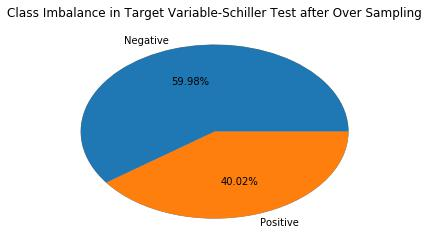 Class Imbalance in Target Variable-Schiller Test after Over Sampling
Negative
59.98%
40.02%
Positive